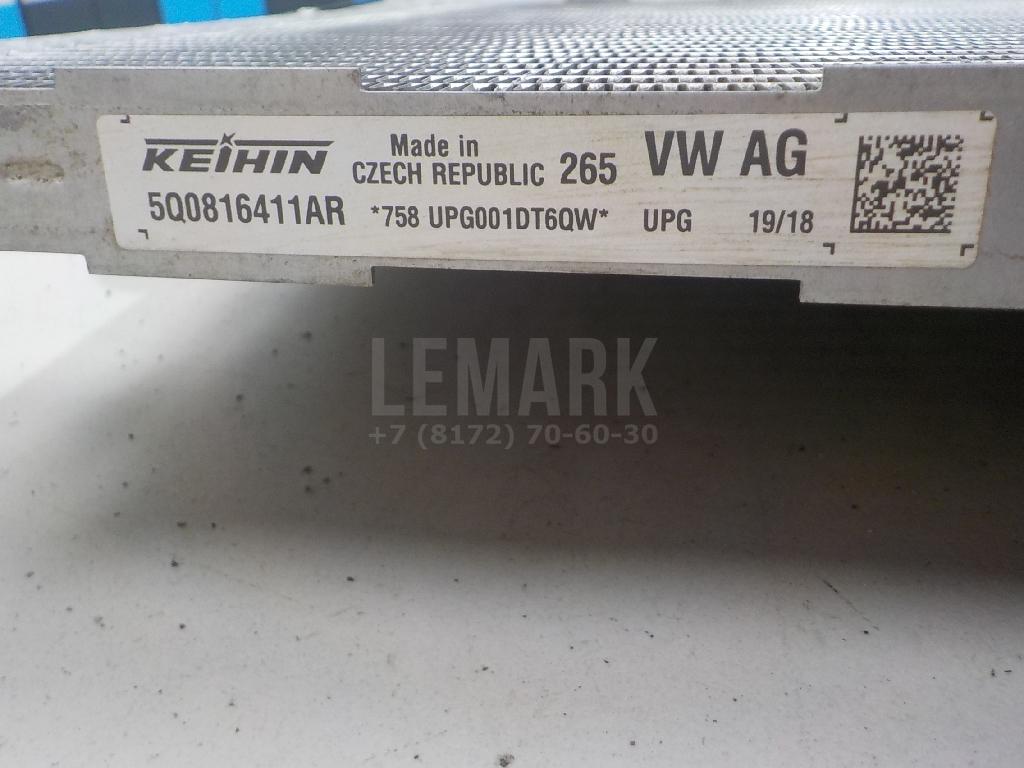 KEIHIN Made in CZECH REPUBLIC 265 VW AG
5Q0816411AR *758 UPG001DT6QW* UPG 19/18
LEMARK
+7 (8172) 70-60-30